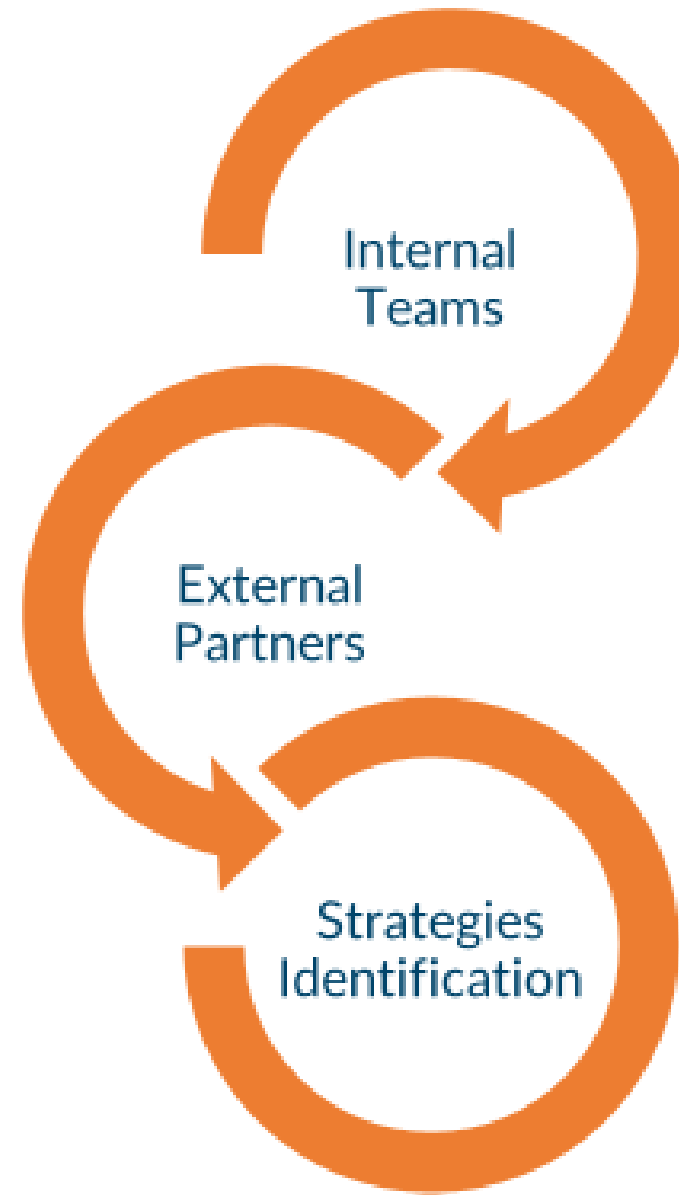 Internal
Teams
External
Partners
Strategies
Identification